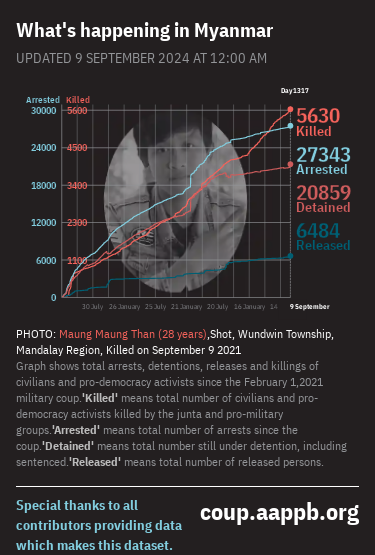 What's happening in Myanmar
UPDATED 9 SEPTEMBER 2024 AT 12:00 AM
Day1317
Arrested Killed
30000 5600
24000 4500
18000 3400
12000 2300
6000 1100
0
5630
Killed
27343
Arrested
20859
Detained
6484
Released
30 July 26 January 25 July 21 January 20 July 16 January 14 9 September
PHOTO: Maung Maung Than (28 years),Shot, Wundwin Township,
Mandalay Region, Killed on September 9 2021
Graph shows total arrests, detentions, releases and killings of
civilians and pro-democracy activists since the February 1,2021
military coup.'Killed' means total number of civilians and pro-
democracy activists killed by the junta and pro-military
groups.'Arrested' means total number of arrests since the
coup.'Detained' means total number still under detention, including
sentenced.'Released' means total number of released persons.
Special thanks to all
contributors providing data
which makes this dataset.
coup.aappb.org